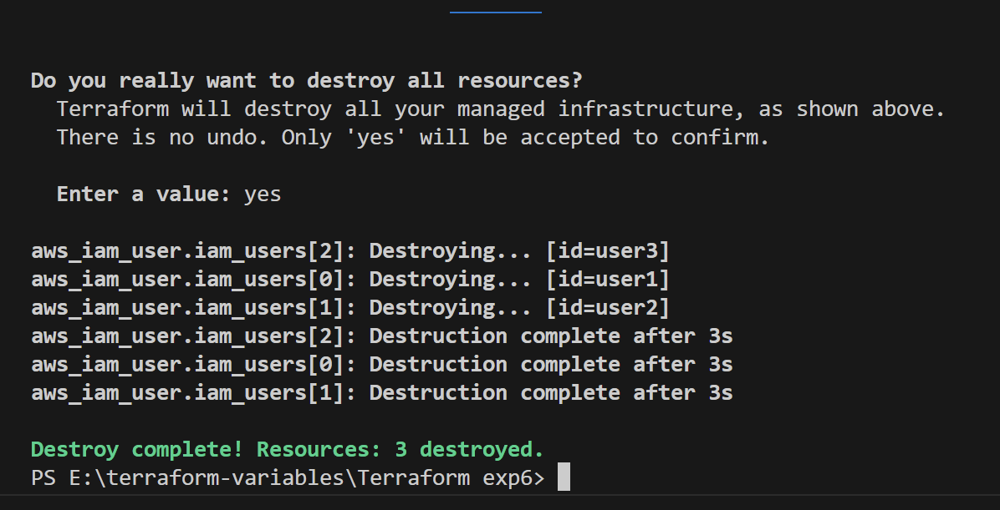 Do you really want to destroy all resources?
Terraform will destroy all your managed infrastructure, as shown above.
There is no undo. Only 'yes' will be accepted to confirm.
Enter a value: yes
aws_iam_user.iam_users[2]: Destroying... [id=user3]
aws_iam_user.iam_users[0]: Destroying... [id=user1]
aws_iam_user.iam_users[1]: Destroying... [id=user2]
aws_iam_user.iam_users[2]: Destruction complete after 3s
aws_iam_user.iam_users[0]: Destruction complete after 3s
aws_iam_user.iam_users[1]: Destruction complete after 3s
Destroy complete! Resources: 3 destroyed.
PS E:\terraform-variables\Terraform exp6>